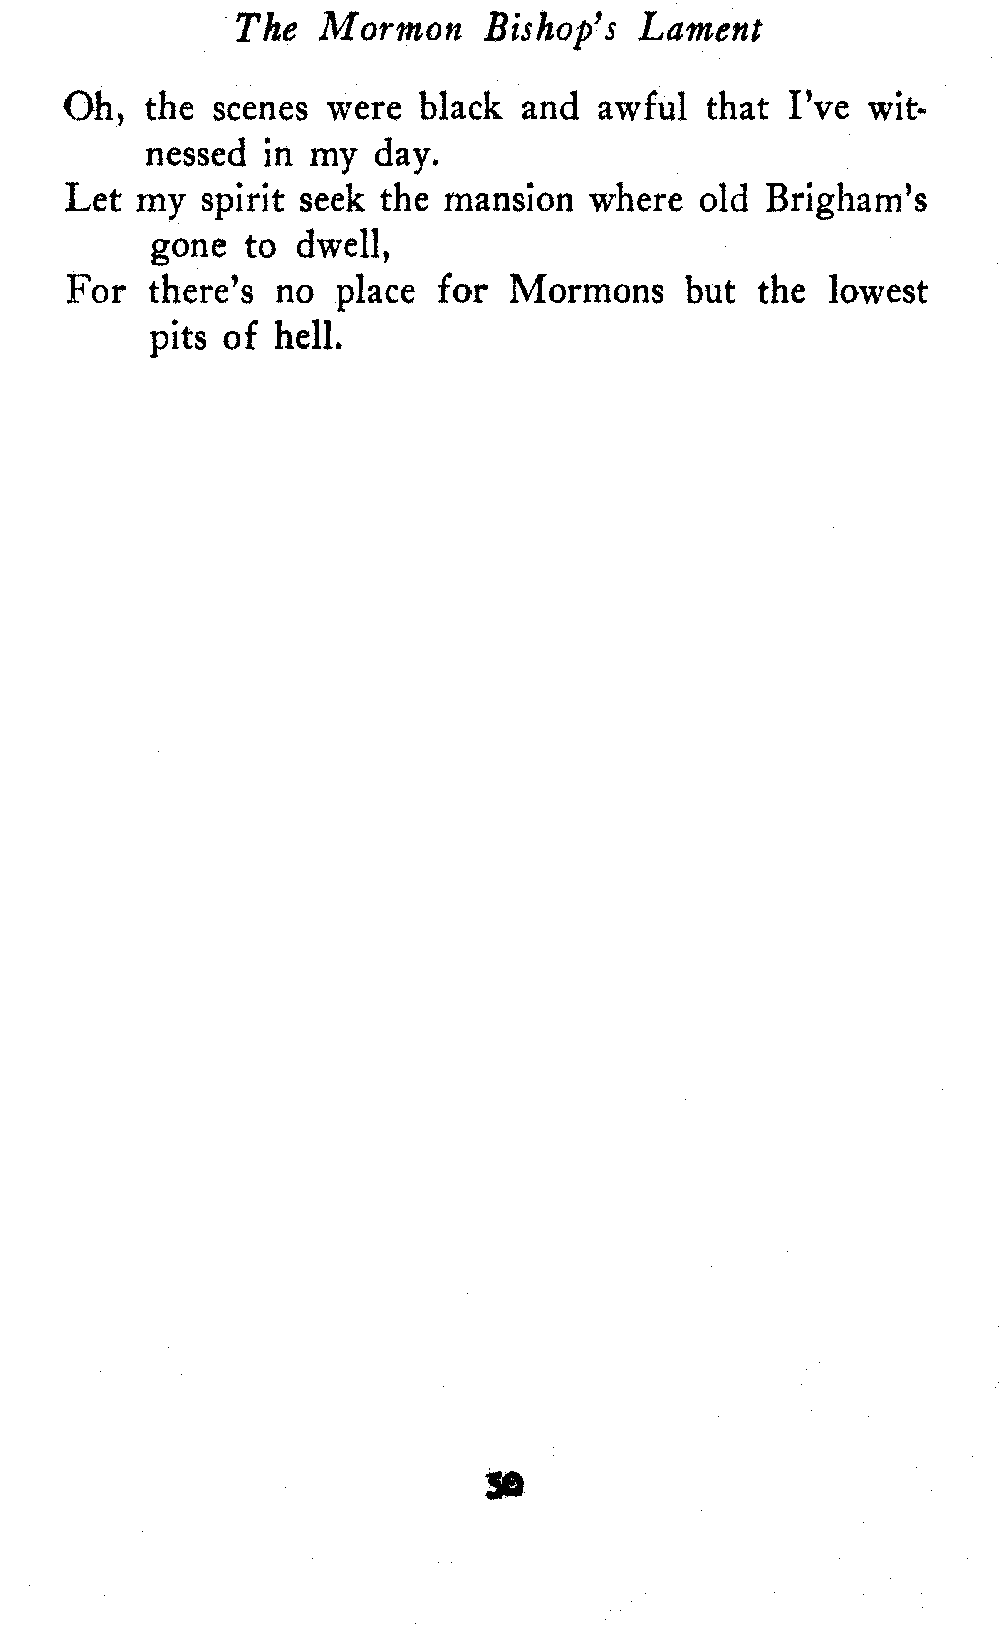 The Mormon Bishop's Lament
Oh, the scenes were black and awful that I've wit-
nessed in my day.
Let my spirit seek the mansion where old Brigham's
gone to dwell,
For there's no place for Mormons but the lowest
pits of hell.
50